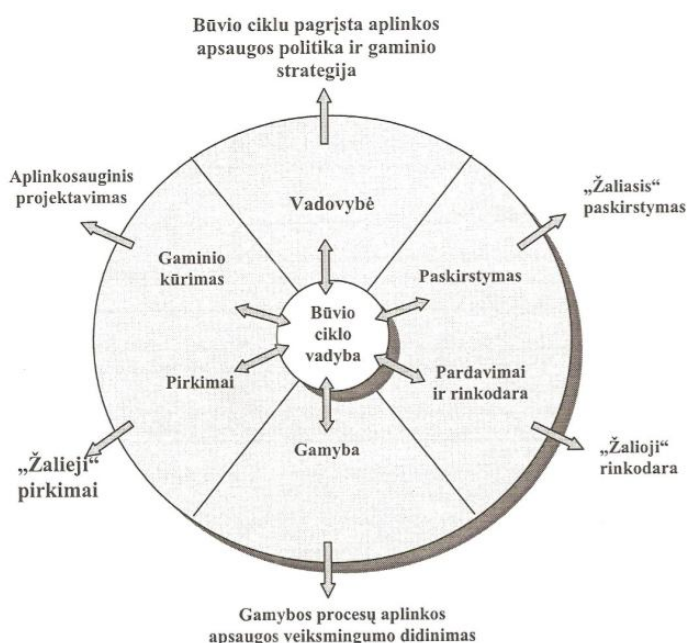 Būvio ciklu pagrįsta aplinkos
apsaugos politika ir gaminio
strategija
Aplinkosauginis
projektavimas
„Žaliasis“
paskirstymas
Vadovybė
Gaminio
kūrimas
Paskirstymas
Būvio
ciklo
vadyba
Pirkimai
Pardavimai
ir rinkodara
Gamyba
„Žalieji“
pirkimai
„Žalioji“
rinkodara
Gamybos procesų aplinkos
apsaugos veiksmingumo didinimas